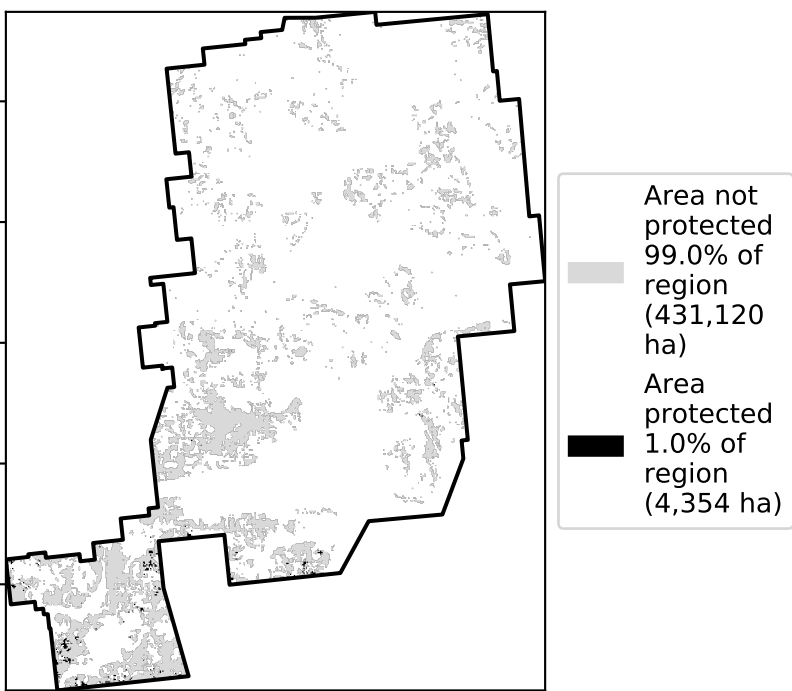 Area not
protected
99.0% of
region
(431,120
ha)
Area
protected
1.0% of
region
(4,354 ha)